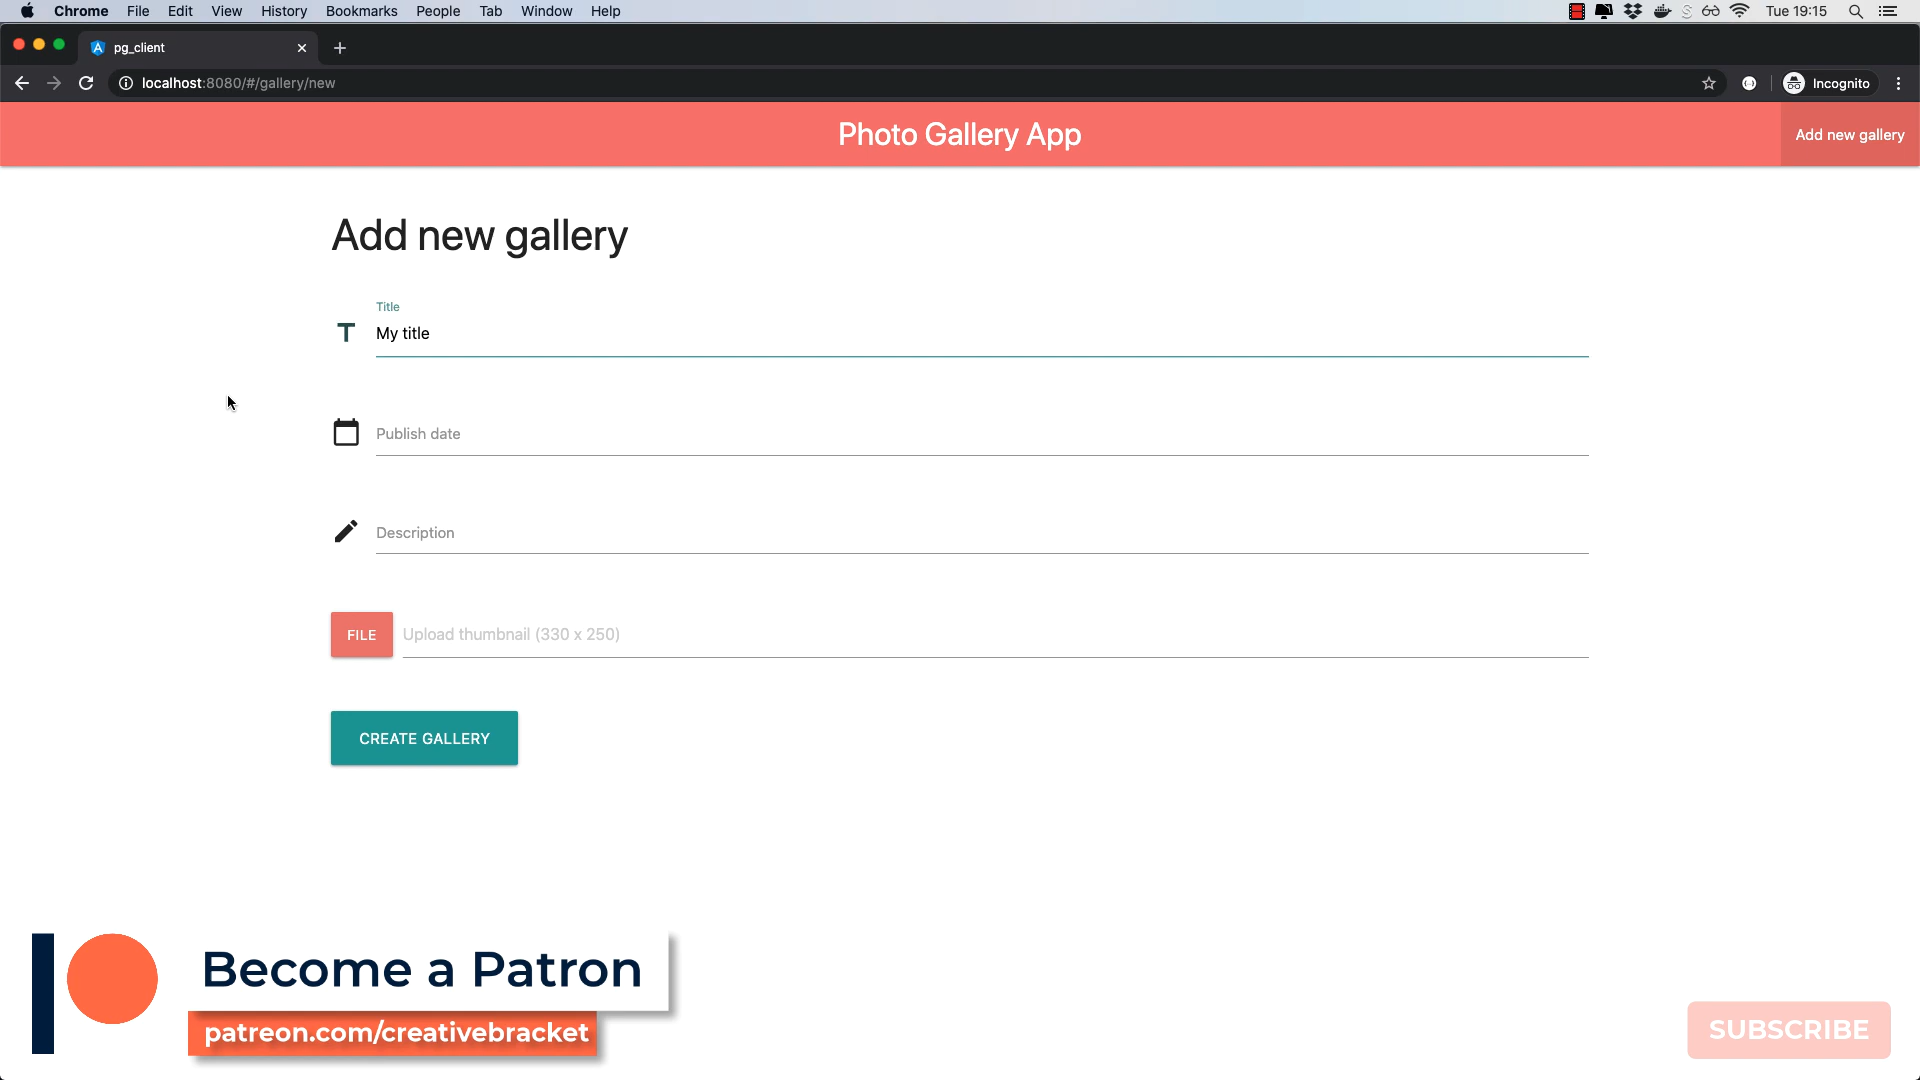 Chrome File Edit View History Bookmarks People Tab Window Help Tue 19:15
pg_client
localhost:8080/#/gallery/new Incognito
Photo Gallery App
Add new gallery
Add new gallery
Title
T My title
Publish date
Description
FILE Upload thumbnail (330 x 250)
CREATE GALLERY
Become a Patron
patreon.com/creativebracket
SUBSCRIBE